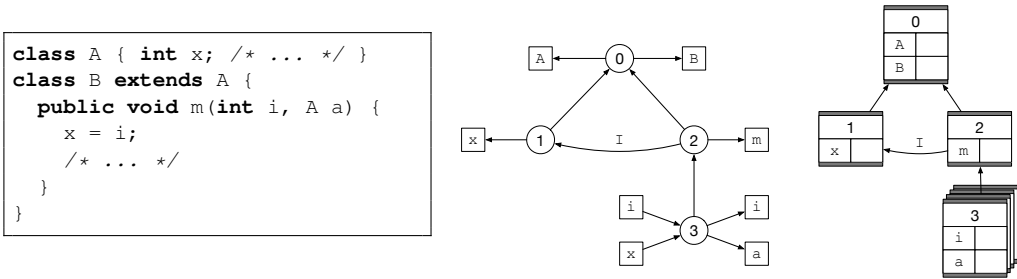 class A { int x; /* ... */ }
class B extends A {
public void m(int i, A a) {
x = i;
/* ... */
}
}
A 0 B
x 1 I 2 m
i i
3
x a
0
A
B
1
x
I
2
m
3
i
a